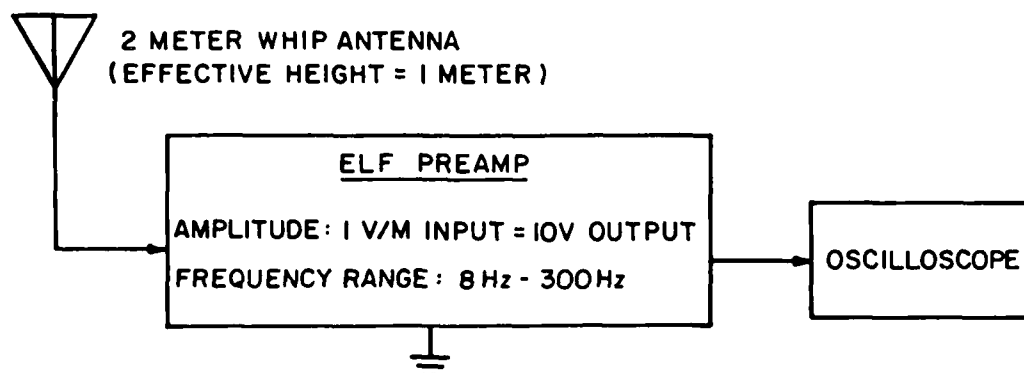 2 METER WHIP ANTENNA
(EFFECTIVE HEIGHT = 1 METER)
ELF PREAMP
AMPLITUDE: 1 V/M INPUT = 10V OUTPUT
FREQUENCY RANGE: 8 Hz - 300 Hz
OSCILLOSCOPE